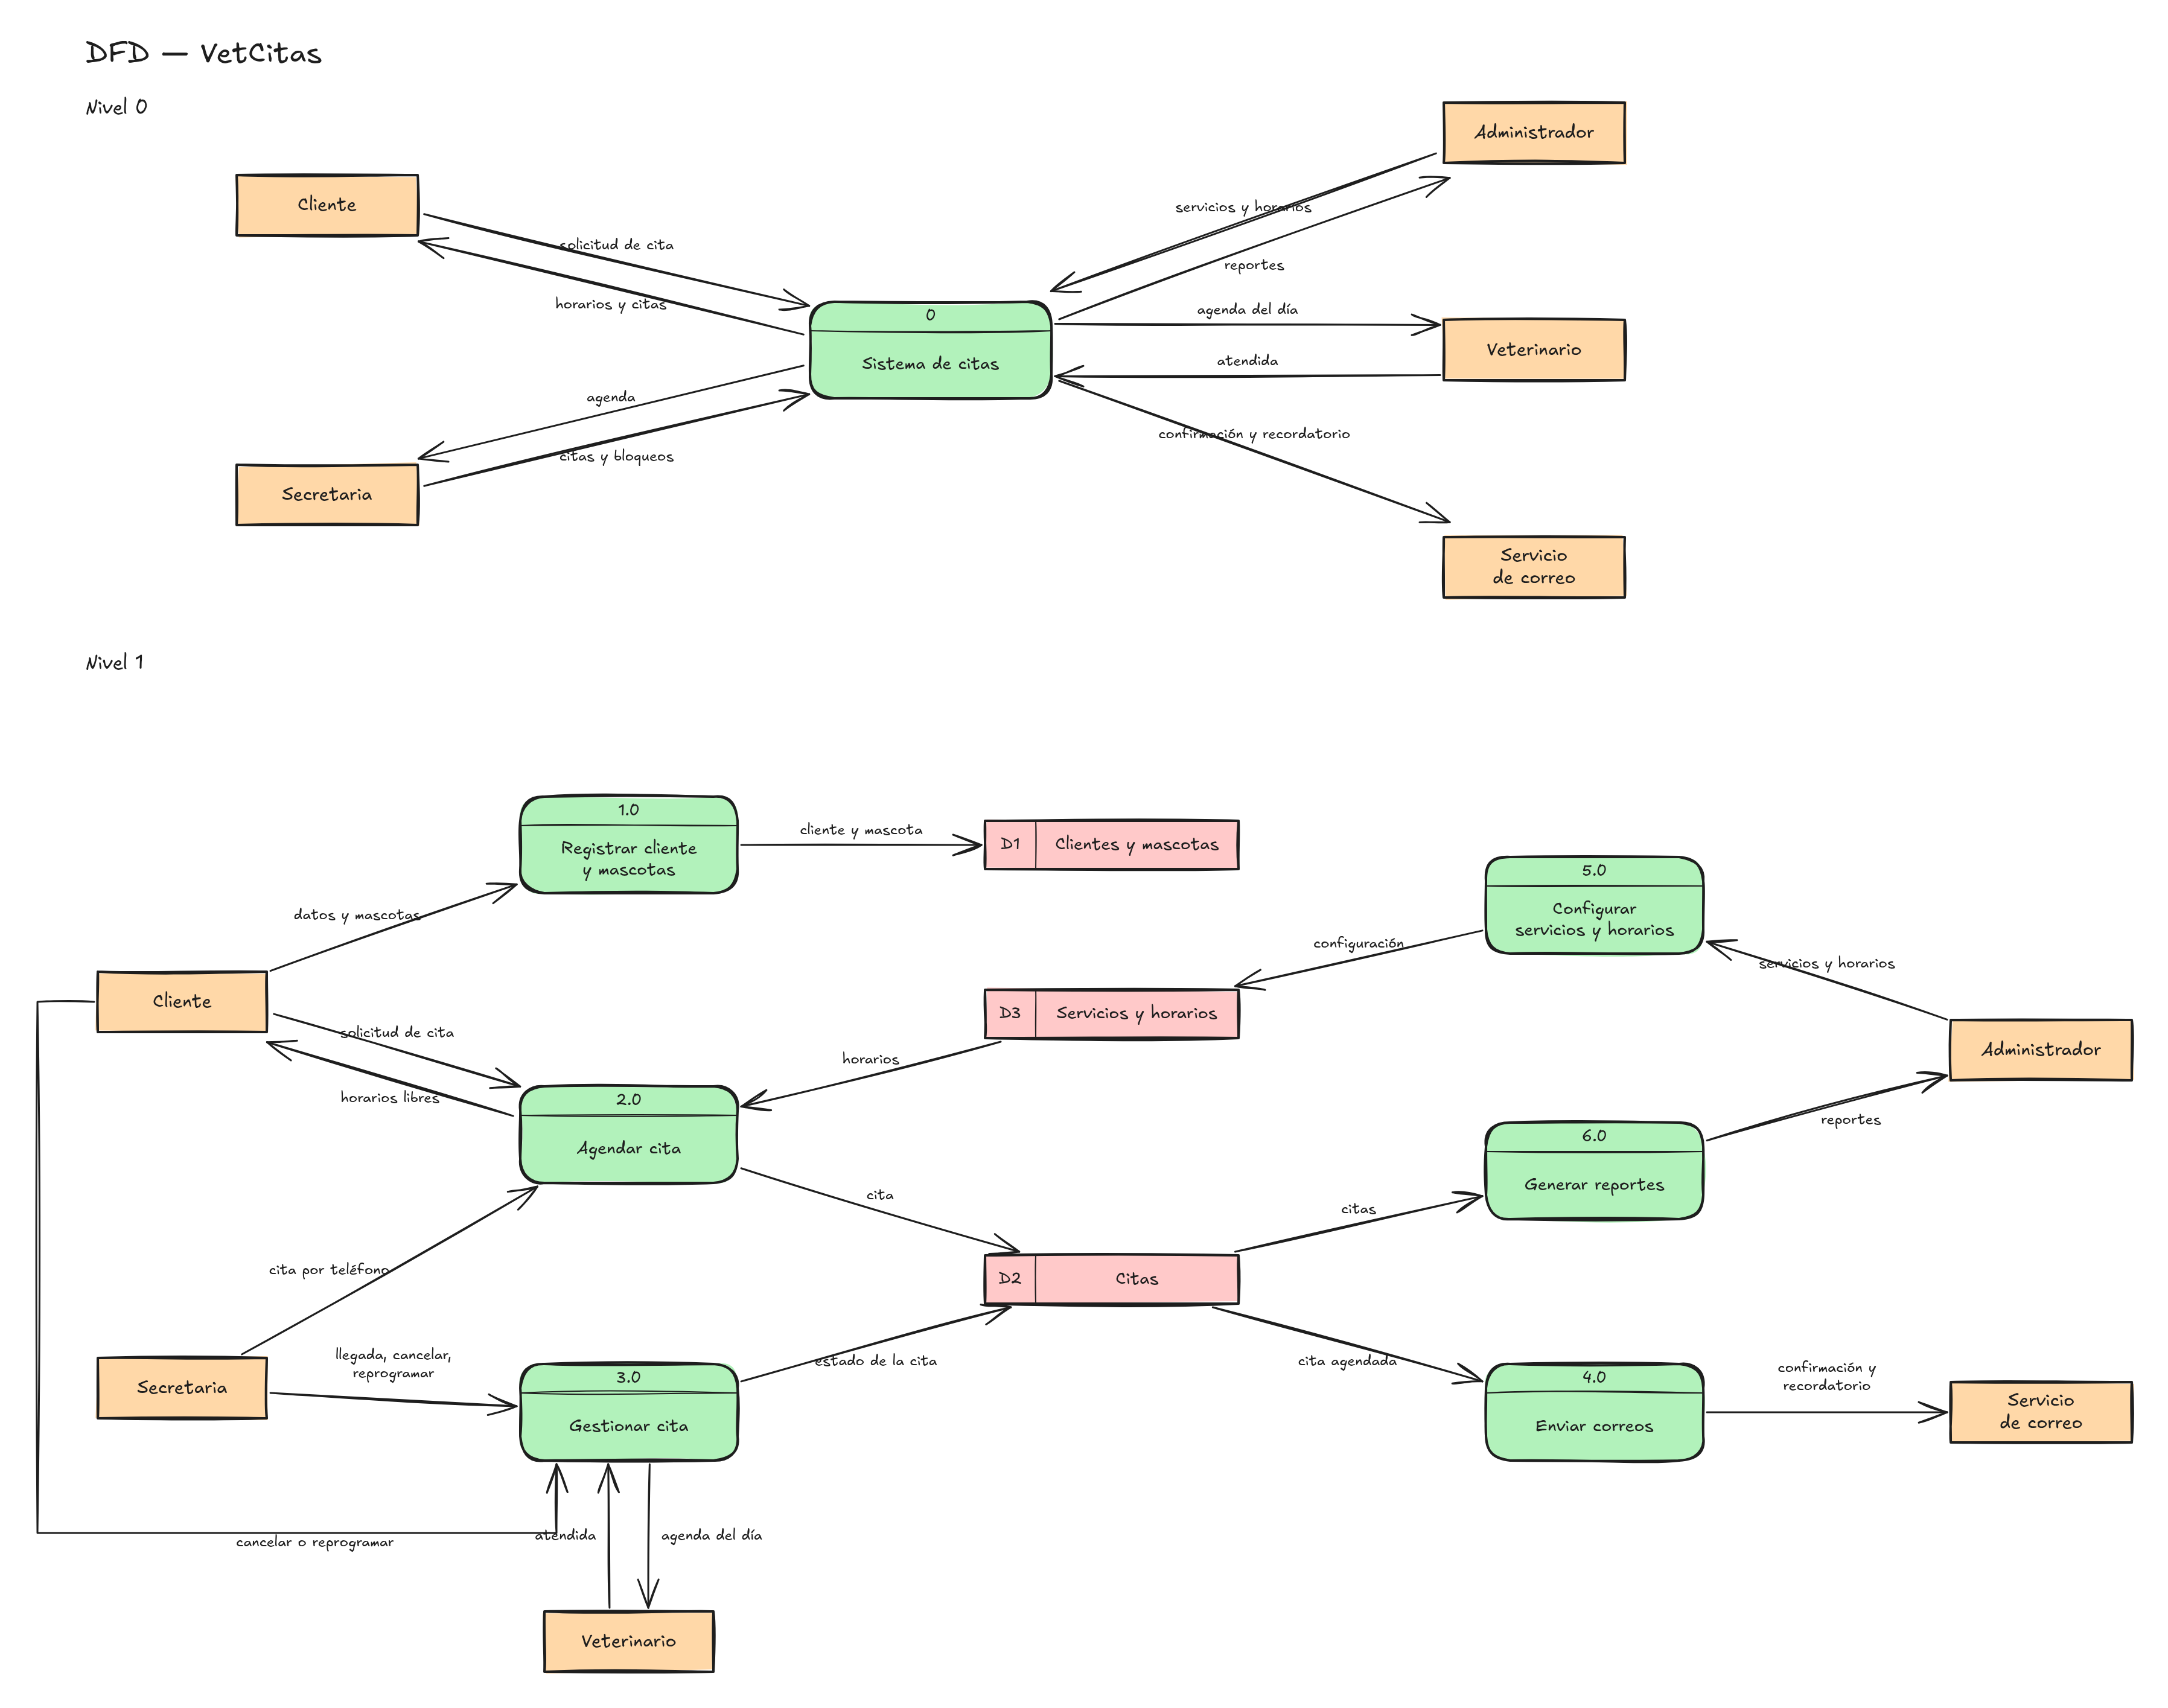 DFD — VetCitas
Nivel 0
Administrador
Cliente
servicios y horarios
solicitud de cita
reportes
horarios y citas
0
Sistema de citas
agenda del día
Veterinario
atendida
agenda
confirmación y recordatorio
citas y bloqueos
Secretaria
Servicio
de correo
Nivel 1
1.0
Registrar cliente
y mascotas
cliente y mascota
D1
Clientes y mascotas
5.0
Configurar
servicios y horarios
datos y mascotas
configuración
servicios y horarios
Cliente
D3
Servicios y horarios
solicitud de cita
Administrador
horarios
horarios libres
2.0
Agendar cita
reportes
6.0
Generar reportes
cita
citas
cita por teléfono
D2
Citas
llegada, cancelar,
reprogramar
estado de la cita
cita agendada
Secretaria
3.0
Gestionar cita
4.0
Enviar correos
confirmación y
recordatorio
Servicio
de correo
cancelar o reprogramar
atendida
agenda del día
Veterinario